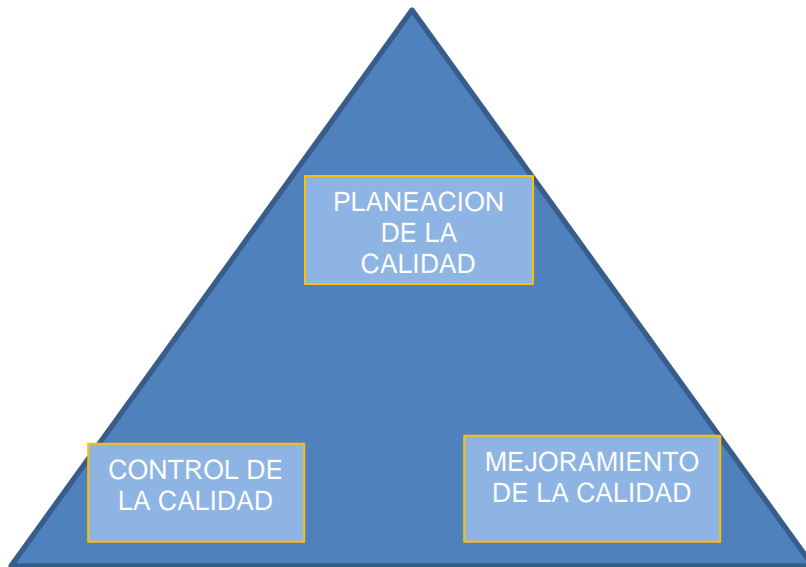 PLANEACION
DE LA
CALIDAD
CONTROL DE
LA CALIDAD
MEJORAMIENTO
DE LA CALIDAD